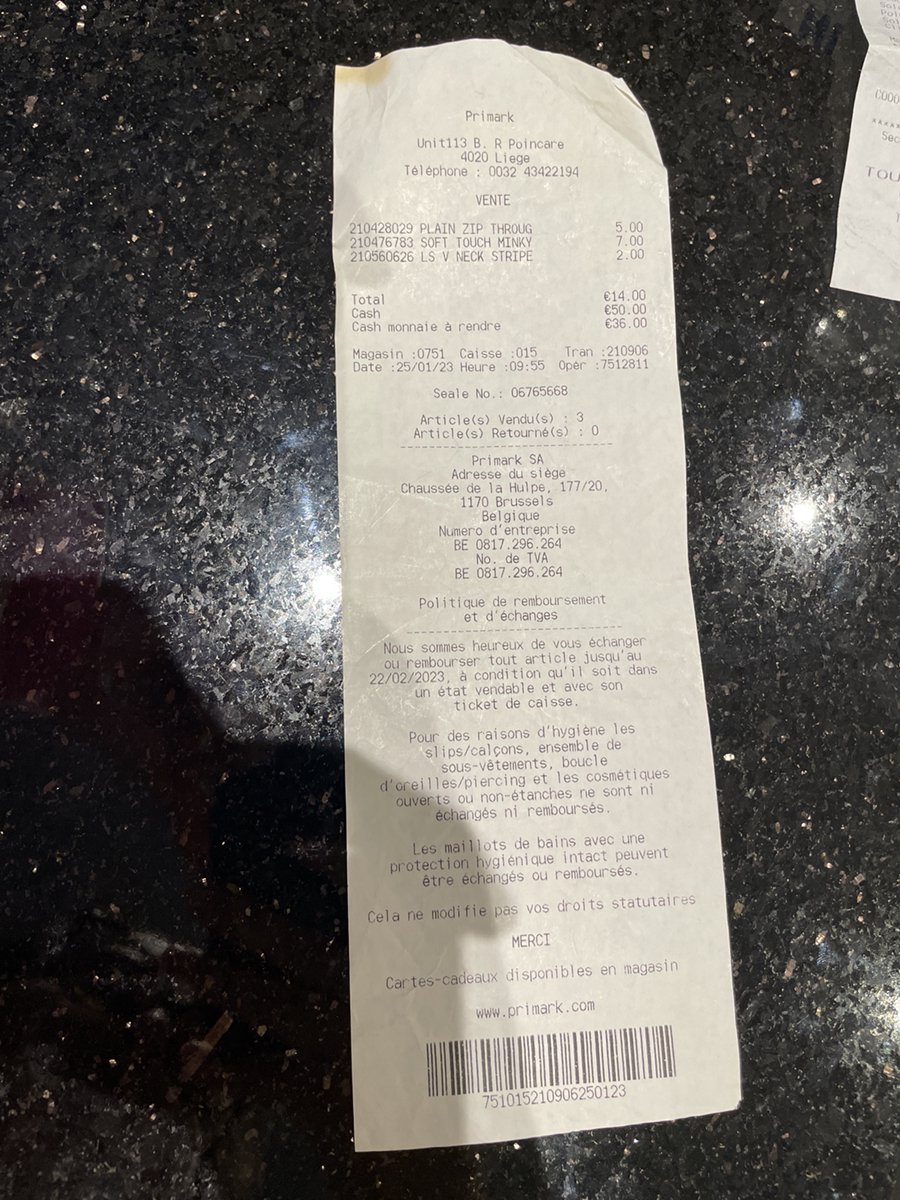 Primark
Unit113 B. R Poincare
4020 Liege
Téléphone : 0032 43422194
VENTE
210428029 PLAIN ZIP THROUG 5.00
210476783 SOFT TOUCH MINKY 7.00
210560626 LS V NECK STRIPE 2.00
Total €14.00
Cash €50.00
Cash monnaie à rendre €36.00
Magasin :0751 Caisse :015 Tran :210906
Date :25/01/23 Heure :09:55 Oper :7512811
Seale No.: 06765668
Article(s) Vendu(s) : 3
Article(s) Retourné(s) : 0
--------------------------
Primark SA
Adresse du siège
Chaussée de la Hulpe, 177/20,
1170 Brussels
Belgique
Numero d'entreprise
BE 0817.296.264
No. de TVA
BE 0817.296.264
Politique de remboursement
et d'échanges
--------------------------
Nous sommes heureux de vous échanger
ou rembourser tout article jusqu'au
22/02/2023, à condition qu'il soit dans
un état vendable et avec son
ticket de caisse.
Pour des raisons d'hygiène les
slips/calçons, ensemble de
sous-vêtements, boucle
d'oreilles/piercing et les cosmétiques
ouverts ou non-étanches ne sont ni
échangés ni remboursés.
Les maillots de bains avec une
protection hygiénique intact peuvent
être échangés ou remboursés.
Cela ne modifie pas vos droits statutaires
MERCI
Cartes-cadeaux disponibles en magasin
www.primark.com
751015210906250123